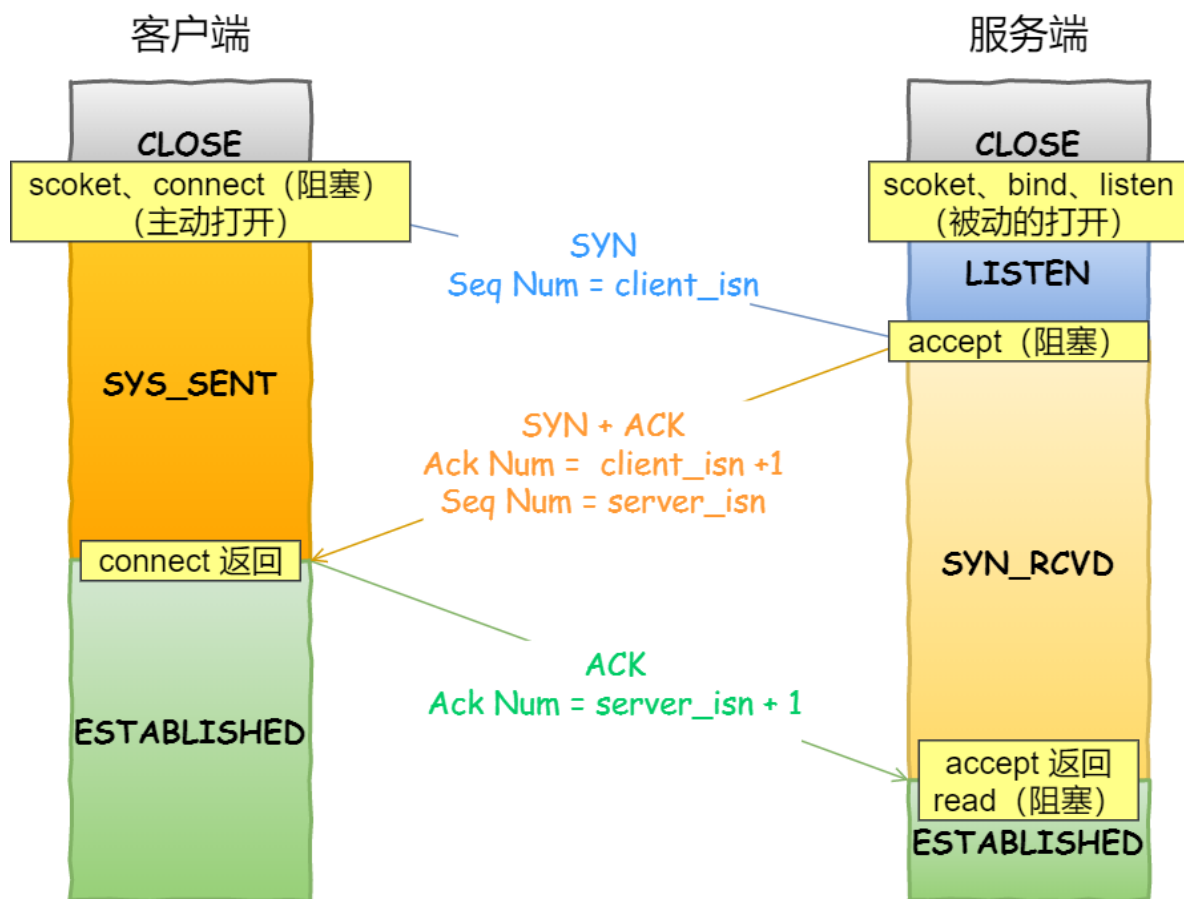 客户端
服务端
CLOSE
CLOSE
scoket、connect（阻塞）
（主动打开）
scoket、bind、listen
（被动的打开）
SYN
Seq Num = client_isn
LISTEN
accept（阻塞）
SYS_SENT
SYN + ACK
Ack Num = client_isn +1
Seq Num = server_isn
connect 返回
SYN_RCVD
ACK
Ack Num = server_isn + 1
ESTABLISHED
accept 返回
read（阻塞）
ESTABLISHED